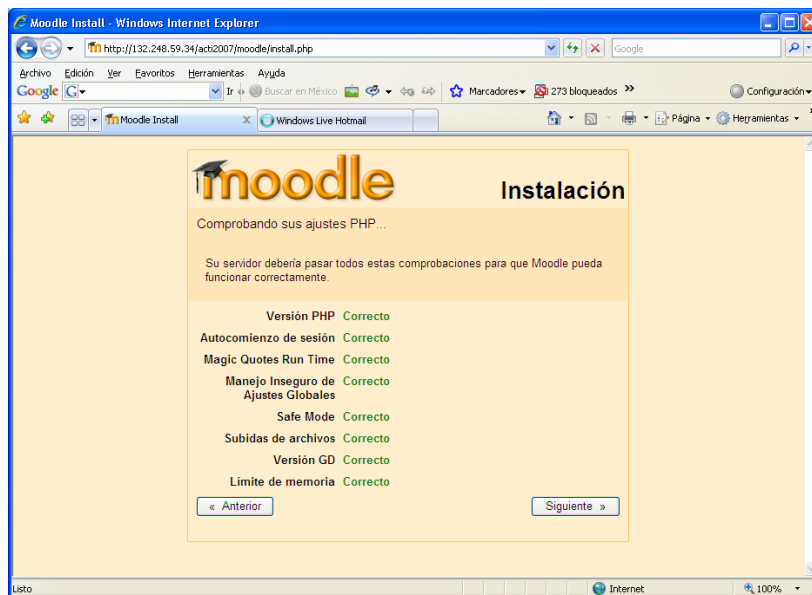 Moodle Install - Windows Internet Explorer
http://132.248.59.34/acti2007/moodle/install.php
Google
Archivo Edición Ver Favoritos Herramientas Ayuda
Google G Ir Buscar en México Marcadores 273 bloqueados » Configuración
Moodle Install X Windows Live Hotmail Página Herramientas
moodle
Instalación
Comprobando sus ajustes PHP...
Su servidor debería pasar todos estas comprobaciones para que Moodle pueda
funcionar correctamente.
Versión PHP Correcto
Autocomienzo de sesión Correcto
Magic Quotes Run Time Correcto
Manejo Inseguro de Correcto
Ajustes Globales
Safe Mode Correcto
Subidas de archivos Correcto
Versión GD Correcto
Límite de memoria Correcto
« Anterior Siguiente »
Listo Internet 100%